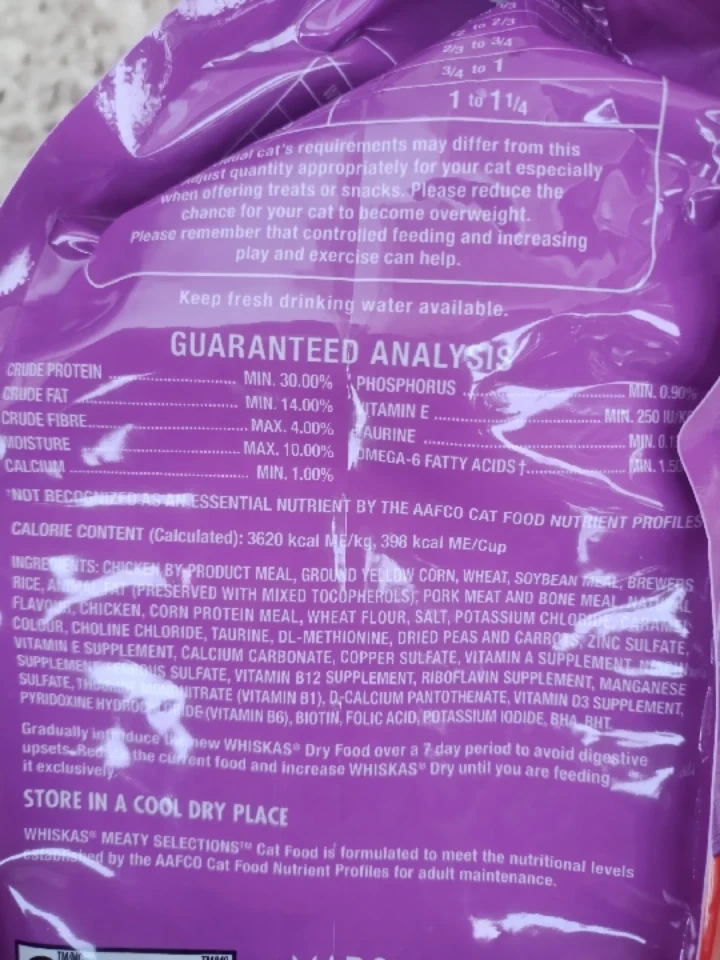 to 2/3
2/3 to 3/4
3/4 to 1
1 to 1 1/4
cat's requirements may differ from this
quantity appropriately for your cat especially
when offering treats or snacks. Please reduce the
chance for your cat to become overweight.
Please remember that controlled feeding and increasing
play and exercise can help.
Keep fresh drinking water available.
GUARANTEED ANALYSIS
CRUDE PROTEIN MIN. 30.00%
CRUDE FAT MIN. 14.00%
CRUDE FIBRE MAX. 4.00%
MOISTURE MAX. 10.00%
CALCIUM MIN. 1.00%
PHOSPHORUS MIN. 0.90%
VITAMIN E MIN. 250 IU/K
TAURINE MIN.
OMEGA-6 FATTY ACIDS† MIN.
*NOT RECOGNIZED AS AN ESSENTIAL NUTRIENT BY THE AAFCO CAT FOOD NUTRIENT PROFILES
CALORIE CONTENT (Calculated): 3620 kcal ME/kg, 398 kcal ME/Cup
INGREDIENTS: CHICKEN BY-PRODUCT MEAL, GROUND YELLOW CORN, WHEAT, SOYBEAN MEAL, BREWERS
RICE, ANIMAL FAT (PRESERVED WITH MIXED TOCOPHEROLS), PORK MEAT AND BONE MEAL, NATURAL
FLAVOUR, CHICKEN, CORN PROTEIN MEAL, WHEAT FLOUR, SALT, POTASSIUM CHLORIDE, CARAMEL
COLOUR, CHOLINE CHLORIDE, TAURINE, DL-METHIONINE, DRIED PEAS AND CARROTS, ZINC SULFATE,
VITAMIN E SUPPLEMENT, CALCIUM CARBONATE, COPPER SULFATE, VITAMIN A SUPPLEMENT,
SUPPLEMENT, SULFATE, VITAMIN B12 SUPPLEMENT, RIBOFLAVIN SUPPLEMENT, MANGANESE
SULFATE, (VITAMIN B1), D-CALCIUM PANTOTHENATE, VITAMIN D3 SUPPLEMENT,
PYRIDOXINE HYDROCHLORIDE (VITAMIN B6), BIOTIN, FOLIC ACID, POTASSIUM IODIDE, BHA, BHT.
Gradually introduce new WHISKAS® Dry Food over a 7 day period to avoid digestive
upsets. the current food and increase WHISKAS® Dry until you are feeding
it exclusively.
STORE IN A COOL DRY PLACE
WHISKAS® MEATY SELECTIONS™ Cat Food is formulated to meet the nutritional levels
established by the AAFCO Cat Food Nutrient Profiles for adult maintenance.